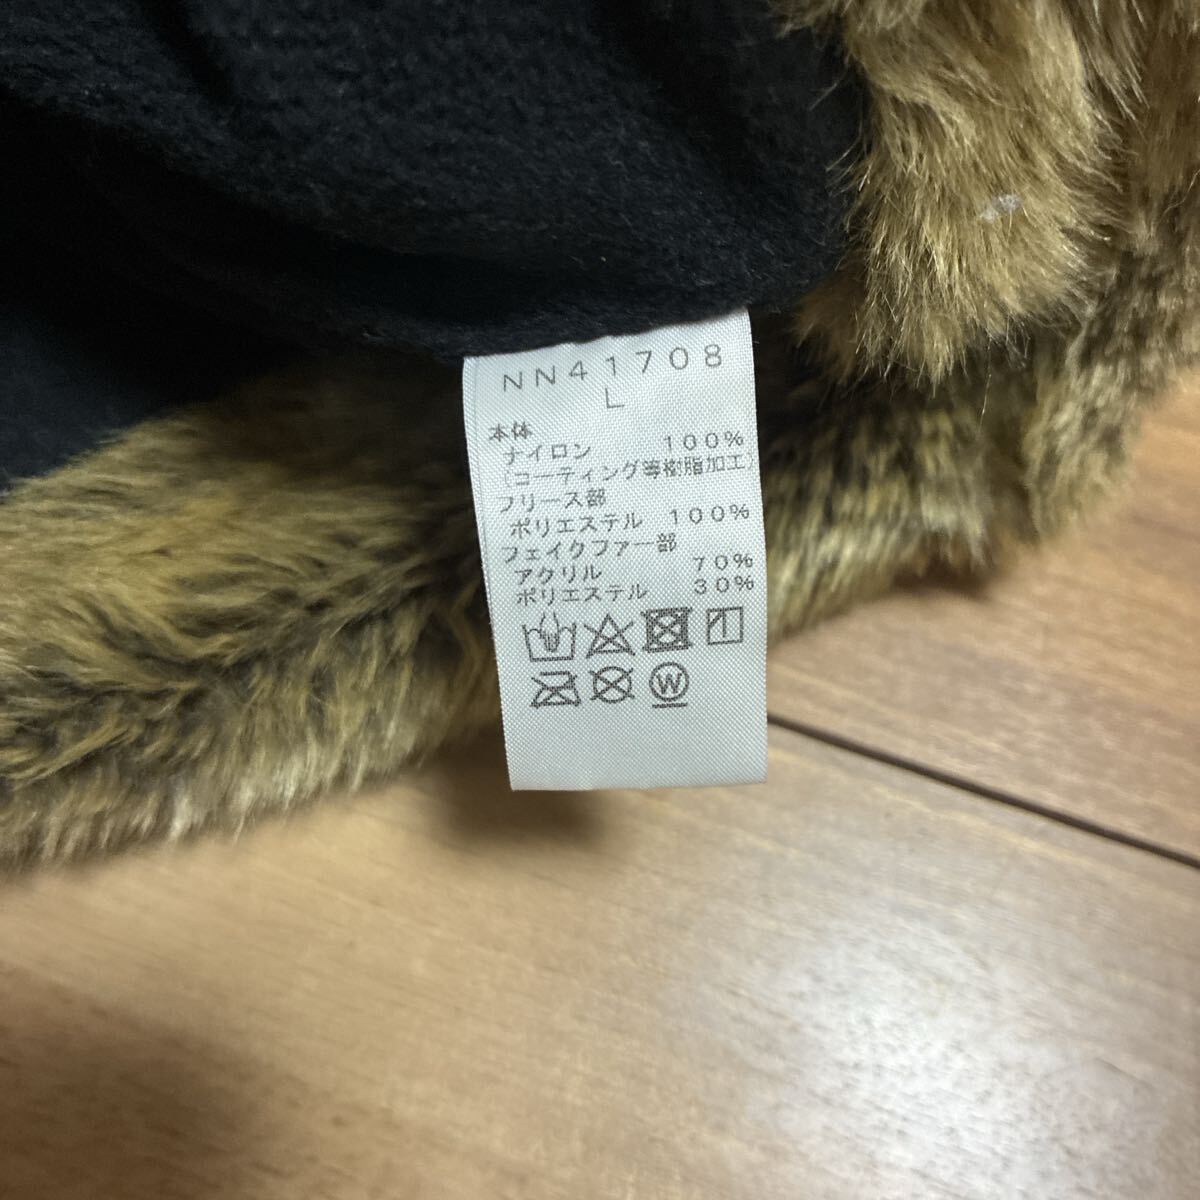 NN41708
L
本体
ナイロン 100%
(コーティング等樹脂加工)
フリース部
ポリエステル 100%
フェイクファー部
アクリル 70%
ポリエステル 30%
W